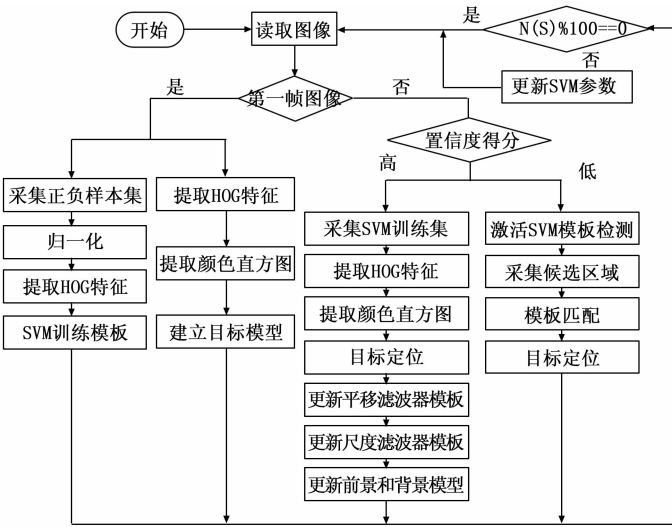 开始
读取图像
是
N(S)%100==0
否
更新SVM参数
是
第一帧图像
否
置信度得分
高
低
采集正负样本集
归一化
提取HOG特征
SVM训练模板
提取HOG特征
提取颜色直方图
建立目标模型
采集SVM训练集
提取HOG特征
提取颜色直方图
目标定位
更新平移滤波器模板
更新尺度滤波器模板
更新前景和背景模型
激活SVM模板检测
采集候选区域
模板匹配
目标定位